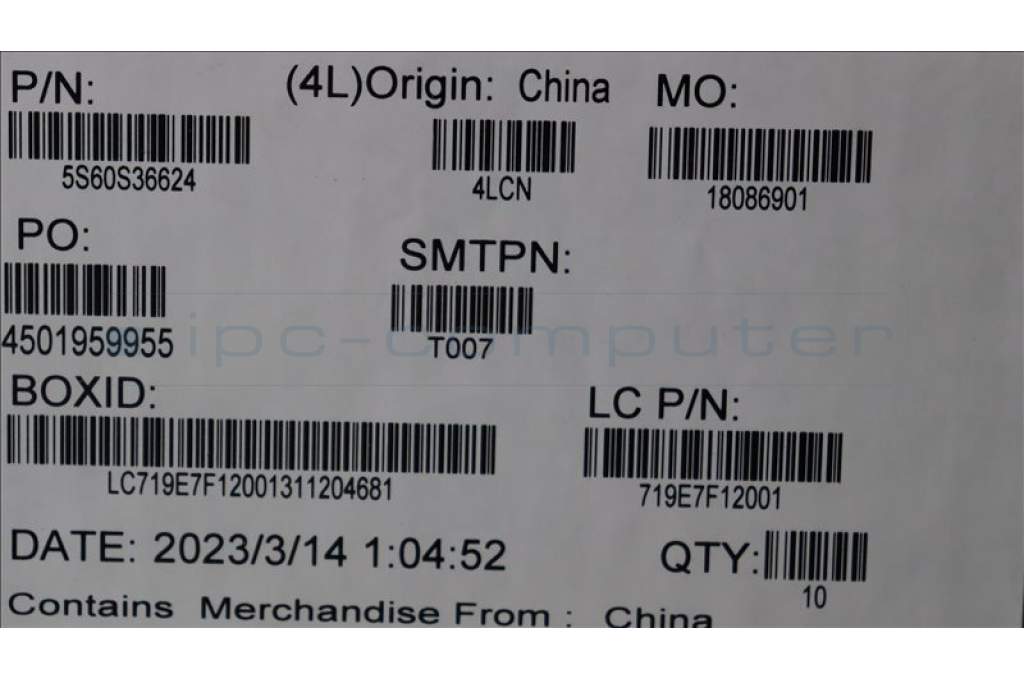 P/N: (4L)Origin: China MO:
5S60S36624 4LCN 18086901
PO: SMTPN:
4501959955 T007
ipc-computer
BOXID: LC P/N:
LC719E7F12001311204681 719E7F12001
DATE: 2023/3/14 1:04:52 QTY:
10
Contains Merchandise From : China